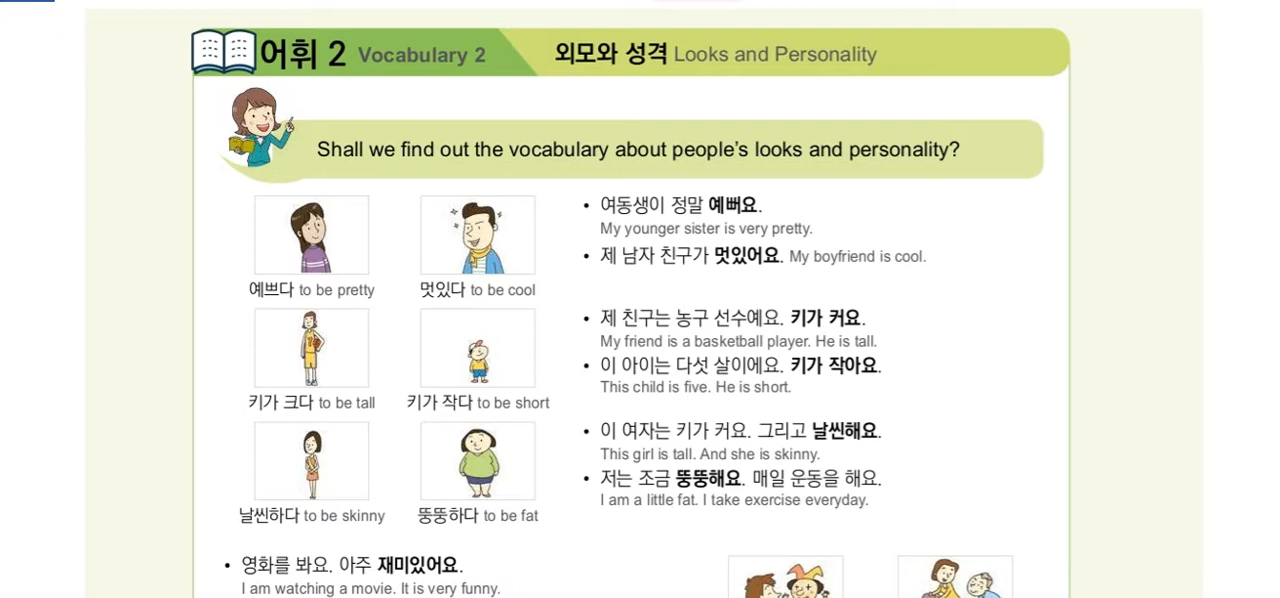 어휘 2 Vocabulary 2 외모와 성격 Looks and Personality
Shall we find out the vocabulary about people's looks and personality?
예쁘다 to be pretty
멋있다 to be cool
• 여동생이 정말 예뻐요.
My younger sister is very pretty.
• 제 남자 친구가 멋있어요. My boyfriend is cool.
키가 크다 to be tall
키가 작다 to be short
• 제 친구는 농구 선수예요. 키가 커요.
My friend is a basketball player. He is tall.
• 이 아이는 다섯 살이에요. 키가 작아요.
This child is five. He is short.
날씬하다 to be skinny
뚱뚱하다 to be fat
• 이 여자는 키가 커요. 그리고 날씬해요.
This girl is tall. And she is skinny.
• 저는 조금 뚱뚱해요. 매일 운동을 해요.
I am a little fat. I take exercise everyday.
• 영화를 봐요. 아주 재미있어요.
I am watching a movie. It is very funny.